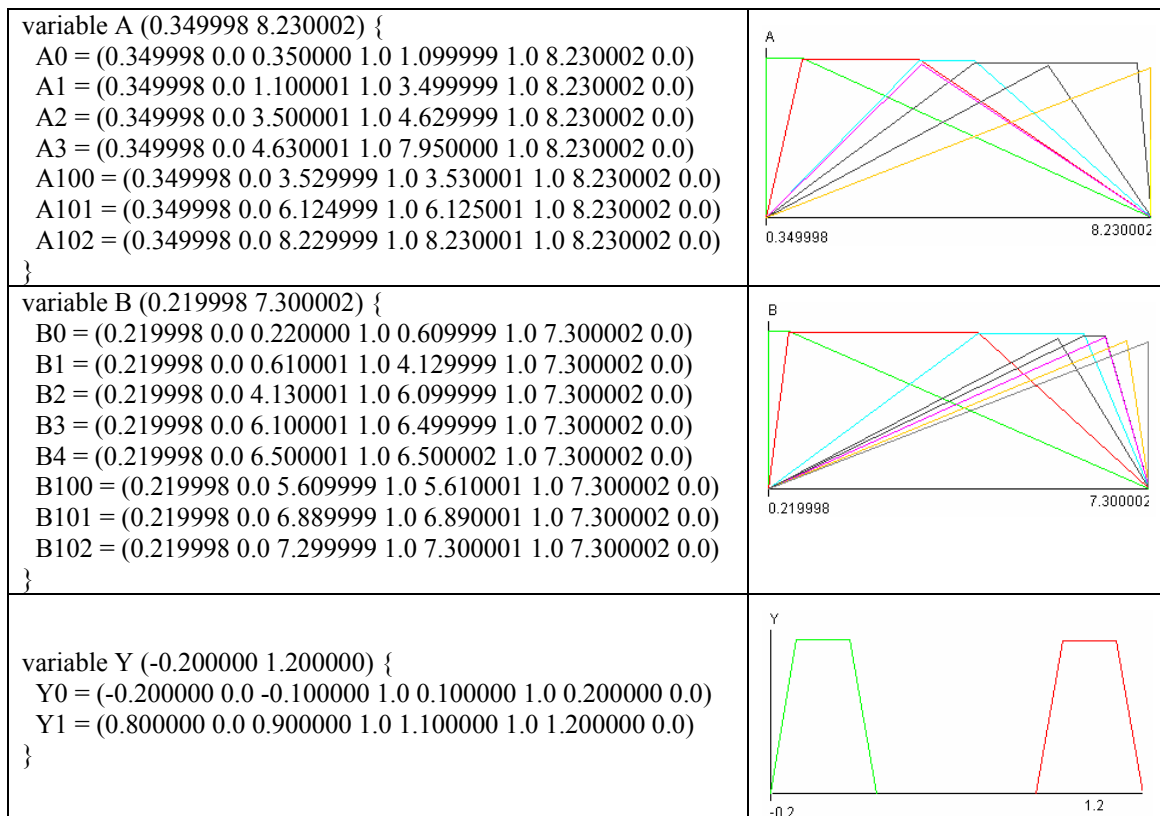 variable A (0.349998 8.230002) {
A0 = (0.349998 0.0 0.350000 1.0 1.099999 1.0 8.230002 0.0)
A1 = (0.349998 0.0 1.100001 1.0 3.499999 1.0 8.230002 0.0)
A2 = (0.349998 0.0 3.500001 1.0 4.629999 1.0 8.230002 0.0)
A3 = (0.349998 0.0 4.630001 1.0 7.950000 1.0 8.230002 0.0)
A100 = (0.349998 0.0 3.529999 1.0 3.530001 1.0 8.230002 0.0)
A101 = (0.349998 0.0 6.124999 1.0 6.125001 1.0 8.230002 0.0)
A102 = (0.349998 0.0 8.229999 1.0 8.230001 1.0 8.230002 0.0)
}
A
0.349998 8.230002
variable B (0.219998 7.300002) {
B0 = (0.219998 0.0 0.220000 1.0 0.609999 1.0 7.300002 0.0)
B1 = (0.219998 0.0 0.610001 1.0 4.129999 1.0 7.300002 0.0)
B2 = (0.219998 0.0 4.130001 1.0 6.099999 1.0 7.300002 0.0)
B3 = (0.219998 0.0 6.100001 1.0 6.499999 1.0 7.300002 0.0)
B4 = (0.219998 0.0 6.500001 1.0 6.500002 1.0 7.300002 0.0)
B100 = (0.219998 0.0 5.609999 1.0 5.610001 1.0 7.300002 0.0)
B101 = (0.219998 0.0 6.889999 1.0 6.890001 1.0 7.300002 0.0)
B102 = (0.219998 0.0 7.299999 1.0 7.300001 1.0 7.300002 0.0)
}
B
0.219998 7.300002
variable Y (-0.200000 1.200000) {
Y0 = (-0.200000 0.0 -0.100000 1.0 0.100000 1.0 0.200000 0.0)
Y1 = (0.800000 0.0 0.900000 1.0 1.100000 1.0 1.200000 0.0)
}
Y
-0.2 1.2